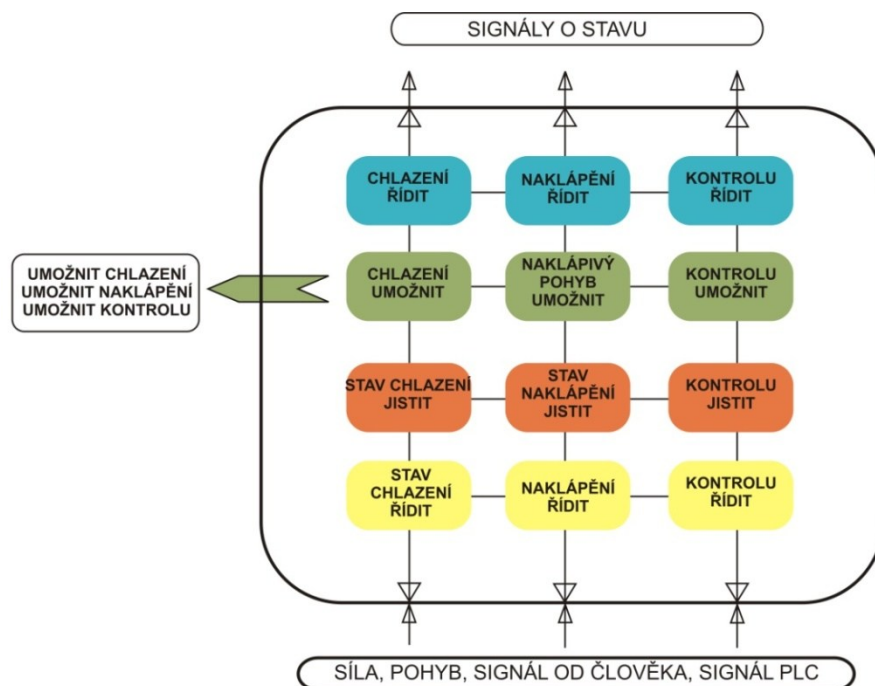 SIGNÁLY O STAVU
CHLAZENÍ
ŘÍDIT
NAKLÁPĚNÍ
ŘÍDIT
KONTROLU
ŘÍDIT
UMOŽNIT CHLAZENÍ
UMOŽNIT NAKLÁPĚNÍ
UMOŽNIT KONTROLU
CHLAZENÍ
UMOŽNIT
NAKLÁPIVÝ
POHYB
UMOŽNIT
KONTROLU
UMOŽNIT
STAV CHLAZENÍ
JISTIT
STAV
NAKLÁPĚNÍ
JISTIT
KONTROLU
JISTIT
STAV
CHLAZENÍ
ŘÍDIT
NAKLÁPĚNÍ
ŘÍDIT
KONTROLU
ŘÍDIT
SÍLA, POHYB, SIGNÁL OD ČLOVĚKA, SIGNÁL PLC